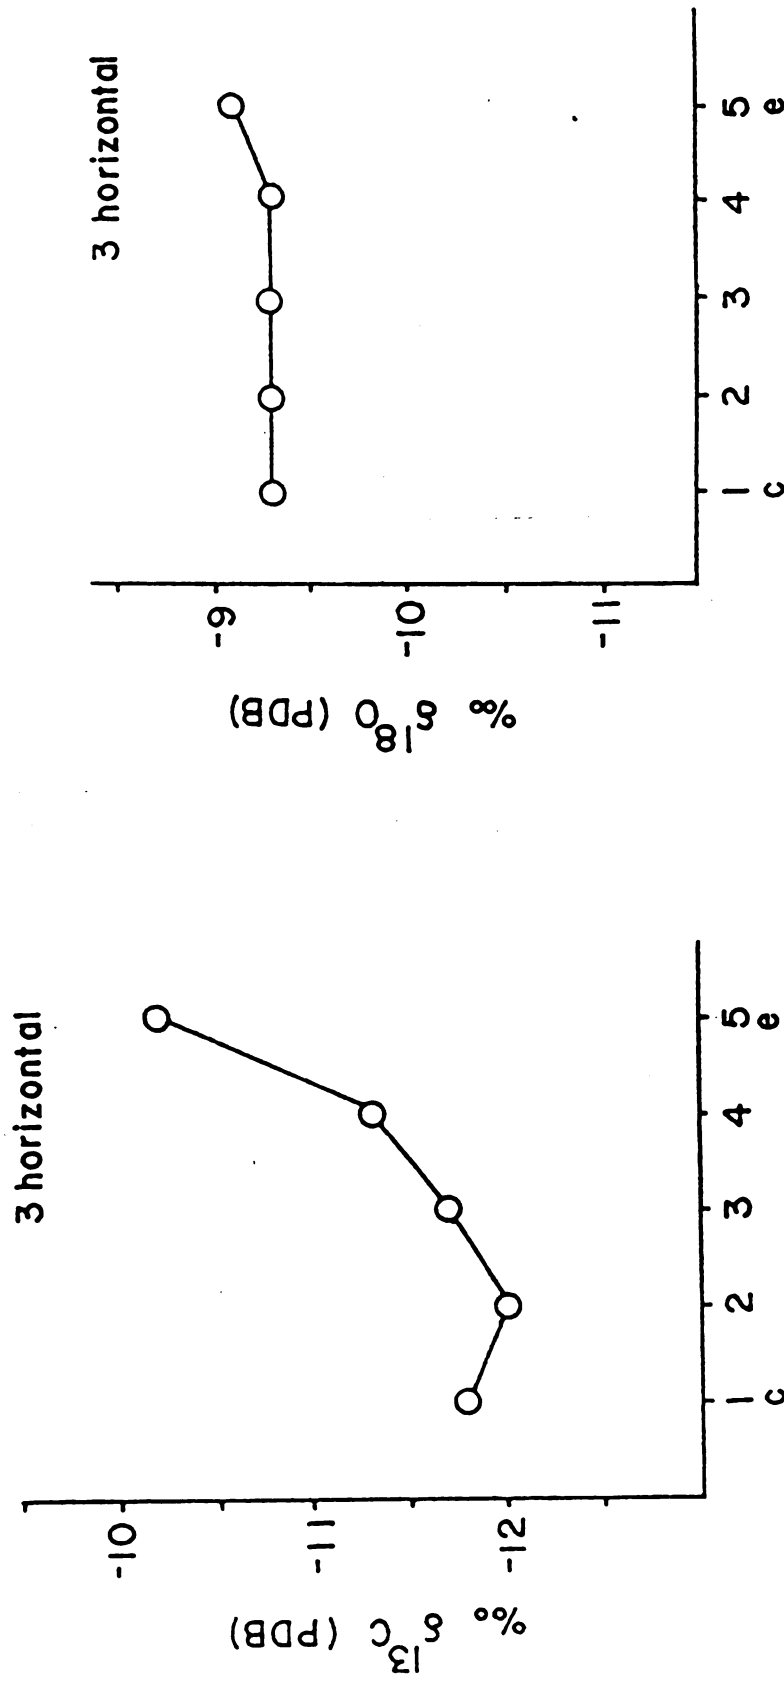 3 horizontal
-10
-11
-12
‰ δ13C (PDB)
1 2 3 4 5
c e
3 horizontal
-9
-10
-11
‰ δ18O (PDB)
1 2 3 4 5
c e